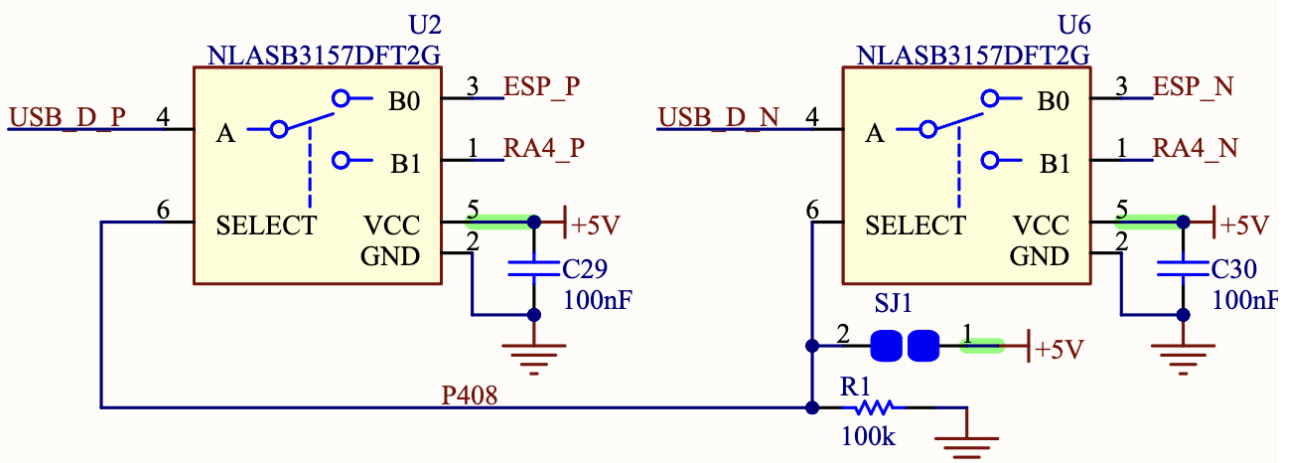 U2
NLASB3157DFT2G
USB_D_P 4 A B0 3 ESP_P
B1 1 RA4_P
6 SELECT VCC 5 +5V
GND 2
C29
100nF
U6
NLASB3157DFT2G
USB_D_N 4 A B0 3 ESP_N
B1 1 RA4_N
6 SELECT VCC 5 +5V
GND 2
C30
100nF
SJ1
2 1 +5V
P408
R1
100k